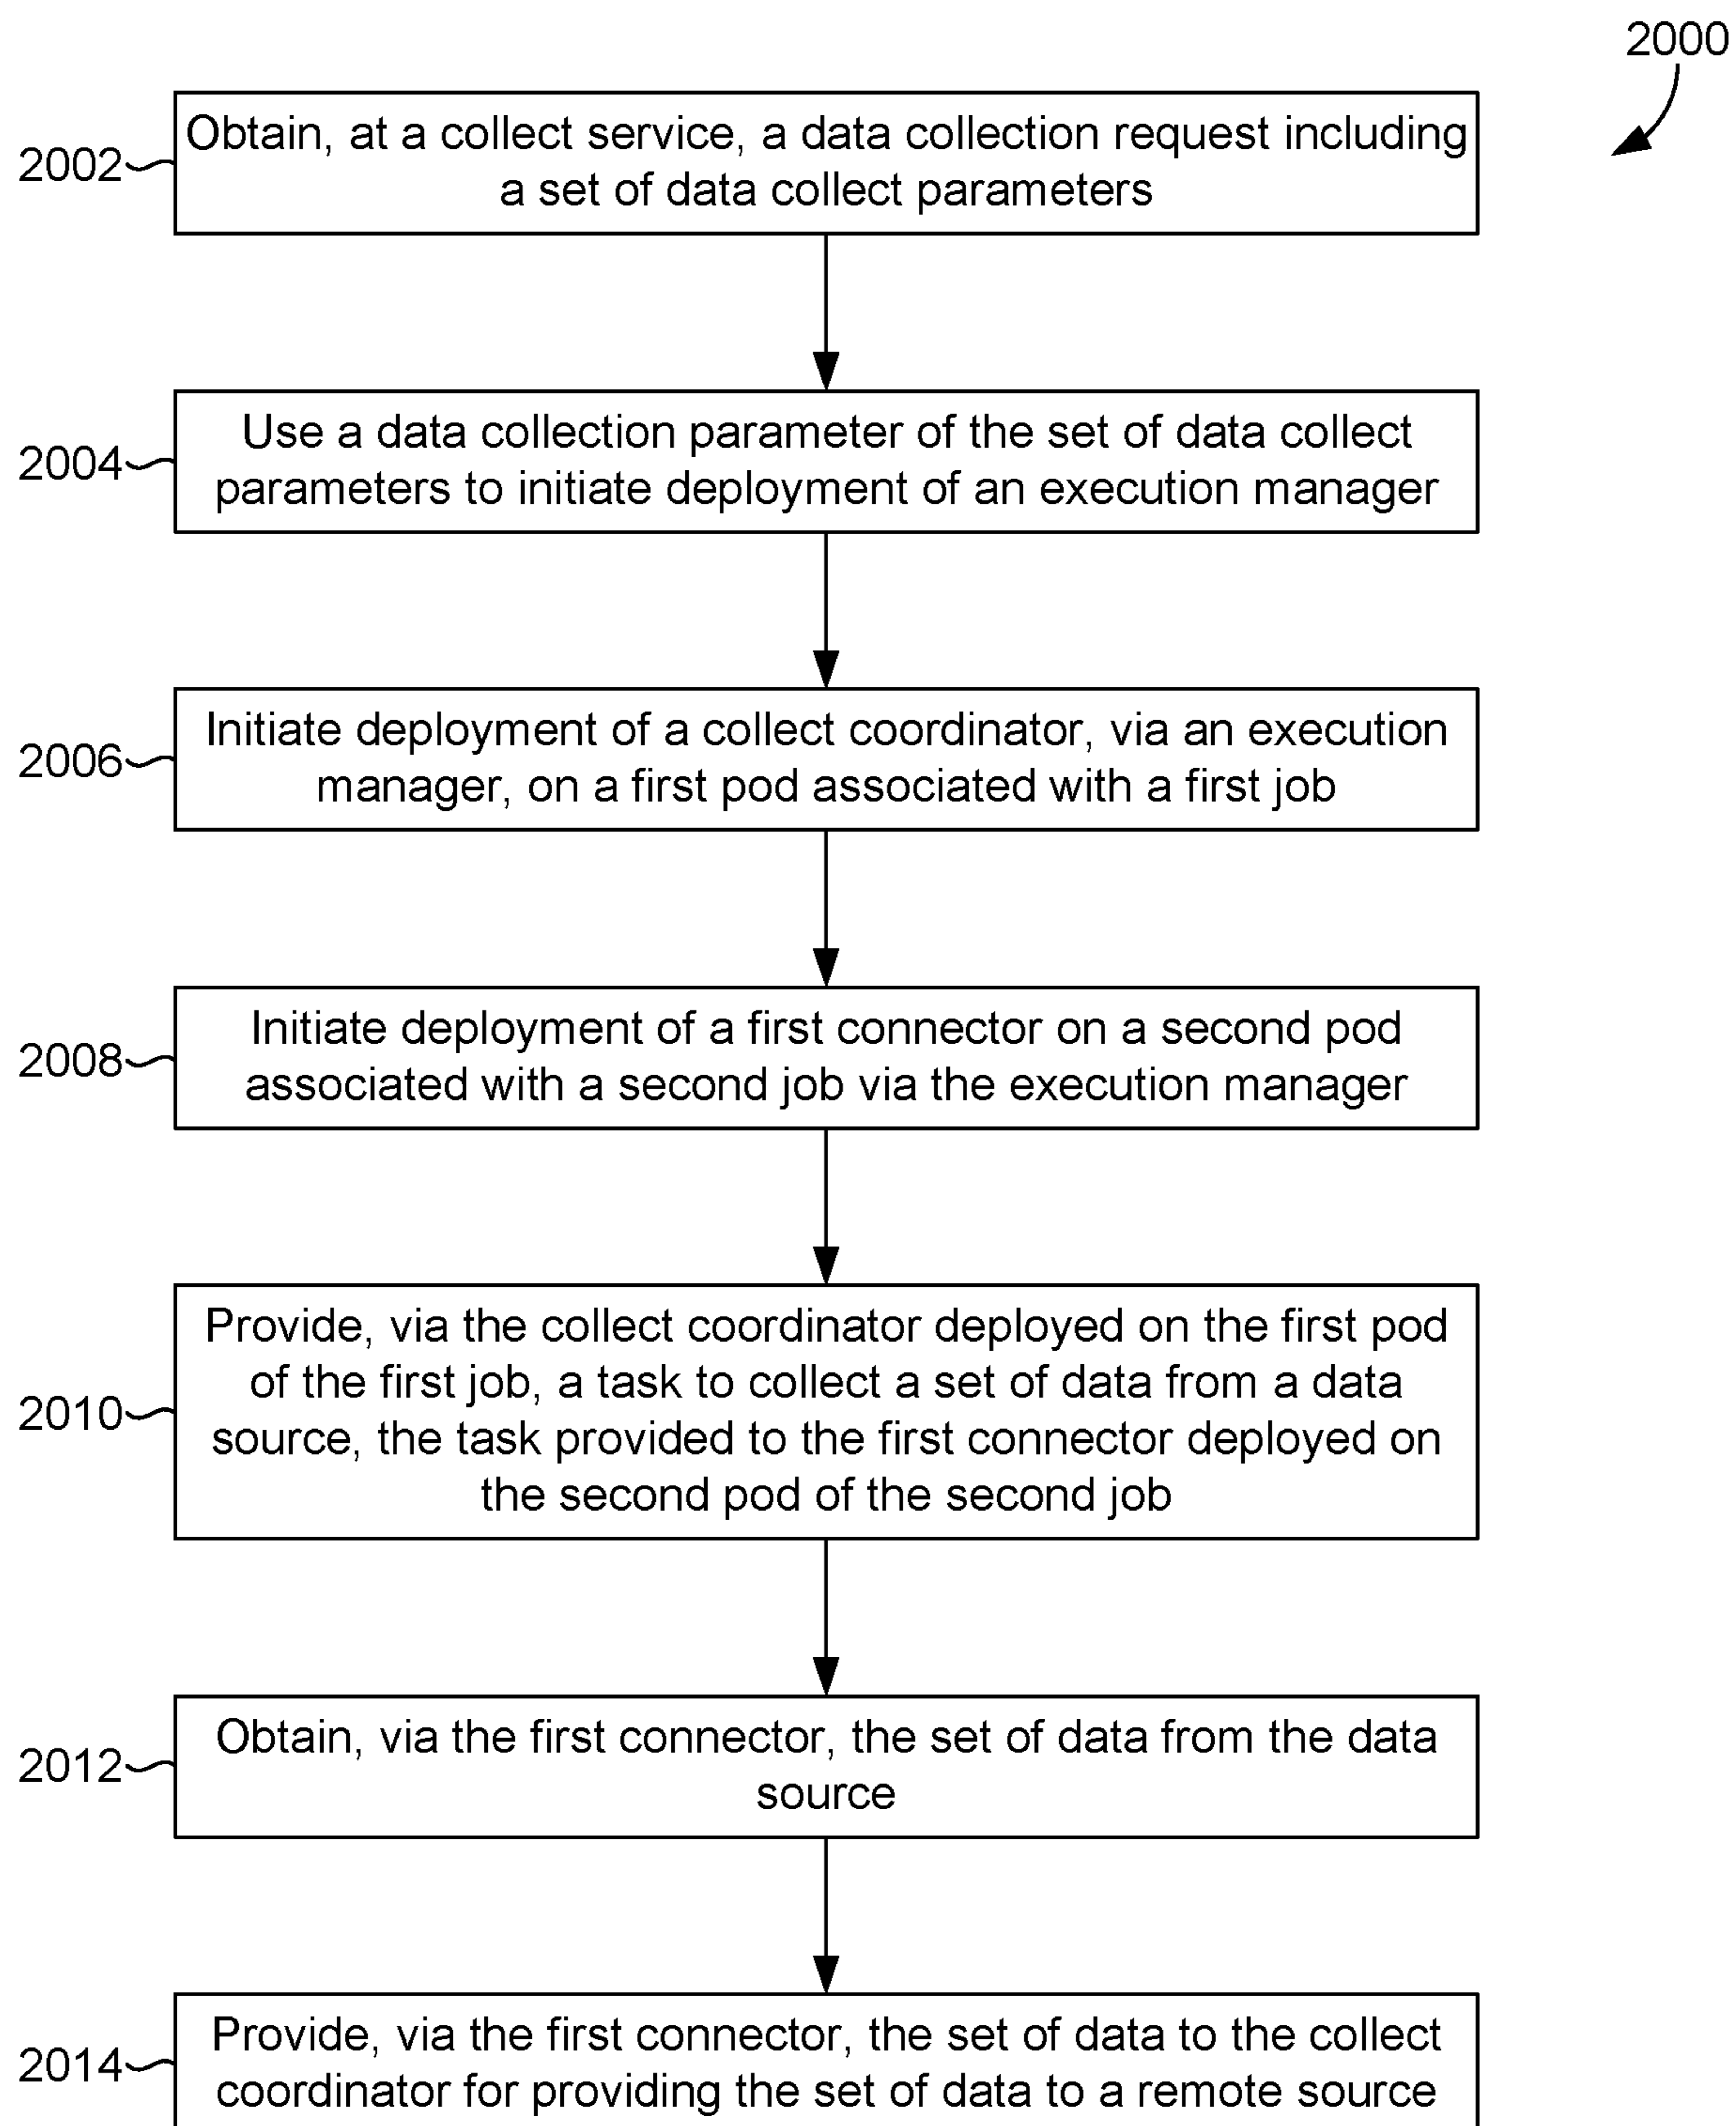 2000
2002
Obtain, at a collect service, a data collection request including
a set of data collect parameters
2004
Use a data collection parameter of the set of data collect
parameters to initiate deployment of an execution manager
2006
Initiate deployment of a collect coordinator, via an execution
manager, on a first pod associated with a first job
2008
Initiate deployment of a first connector on a second pod
associated with a second job via the execution manager
2010
Provide, via the collect coordinator deployed on the first pod
of the first job, a task to collect a set of data from a data
source, the task provided to the first connector deployed on
the second pod of the second job
2012
Obtain, via the first connector, the set of data from the data
source
2014
Provide, via the first connector, the set of data to the collect
coordinator for providing the set of data to a remote source